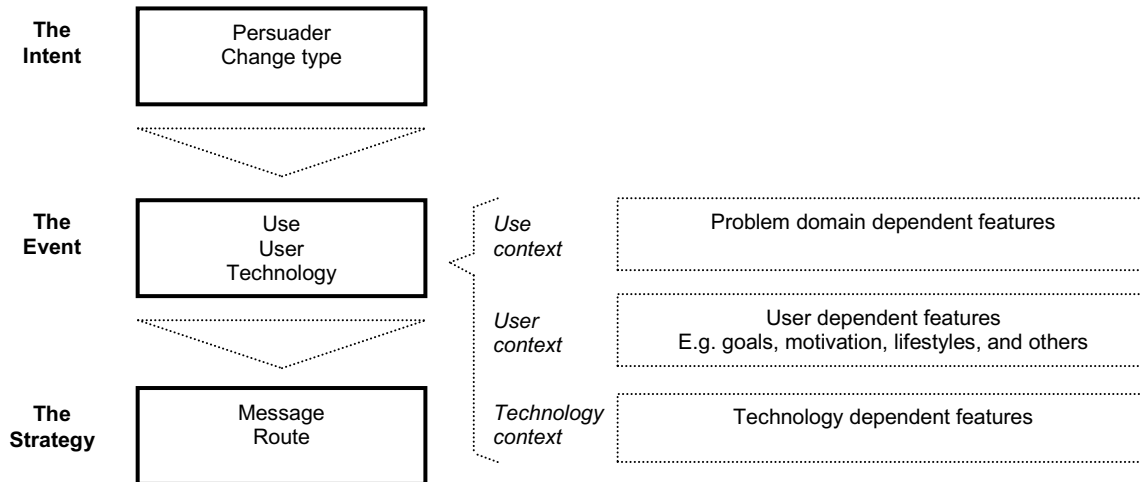 The
Intent
Persuader
Change type
The
Event
Use
User
Technology
Use
context
Problem domain dependent features
User
context
User dependent features
E.g. goals, motivation, lifestyles, and others
The
Strategy
Message
Route
Technology
context
Technology dependent features